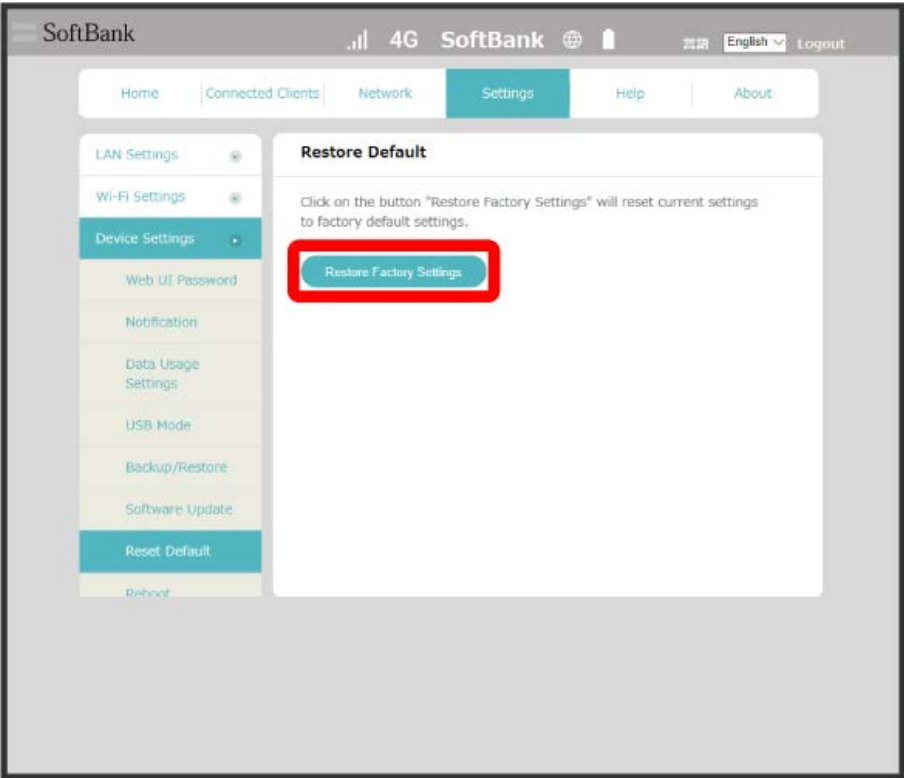 SoftBank
4G SoftBank
English Logout
Home Connected Clients Network Settings Help About
LAN Settings
Wi-Fi Settings
Device Settings
Web UI Password
Notification
Data Usage
Settings
USB Mode
Backup/Restore
Software Update
Reset Default
Reboot
Restore Default
Click on the button "Restore Factory Settings" will reset current settings
to factory default settings.
Restore Factory Settings